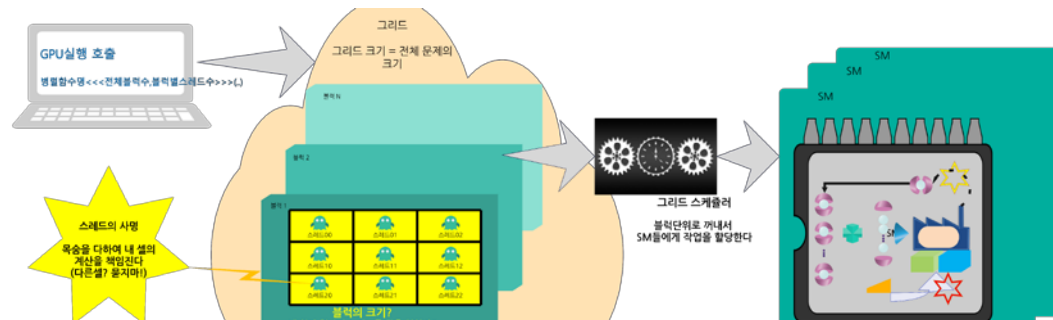 그리드
그리드 크기 = 전체 문제의
크기
GPU실행 호출
병렬함수명<<<전체블럭수,블럭별스레드수>>>(,)
블럭 N
블럭 2
블럭 1
스레드00
스레드01
스레드02
스레드10
스레드11
스레드12
스레드20
스레드21
스레드22
블럭의 크기?
스레드의 사명
목숨을 다하여 내 셀의
계산을 책임진다
(다른셀? 묻지마!)
그리드 스케쥴러
블럭단위로 꺼내서
SM들에게 작업을 할당한다
SM
SM
SM